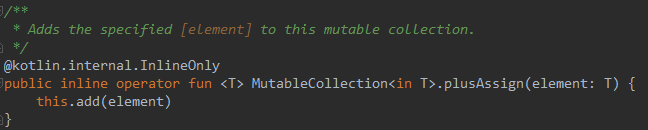 /**
 * Adds the specified [element] to this mutable collection.
 */
@kotlin.internal.InlineOnly
public inline operator fun <T> MutableCollection<in T>.plusAssign(element: T) {
    this.add(element)
}